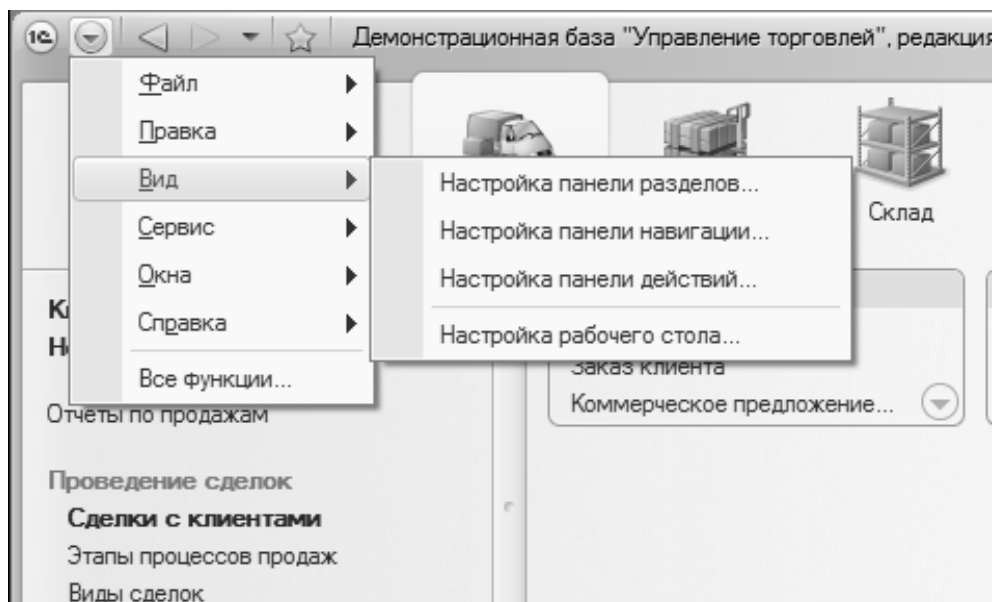 1С Демонстрационная база "Управление торговлей", редакция
Файл
Правка
Вид
Сервис
Окна
Справка
Все функции...
Настройка панели разделов...
Настройка панели навигации...
Настройка панели действий...
Настройка рабочего стола...
Склад
Заказ клиента
Коммерческое предложение...
Отчеты по продажам
Проведение сделок
Сделки с клиентами
Этапы процессов продаж
Виды сделок